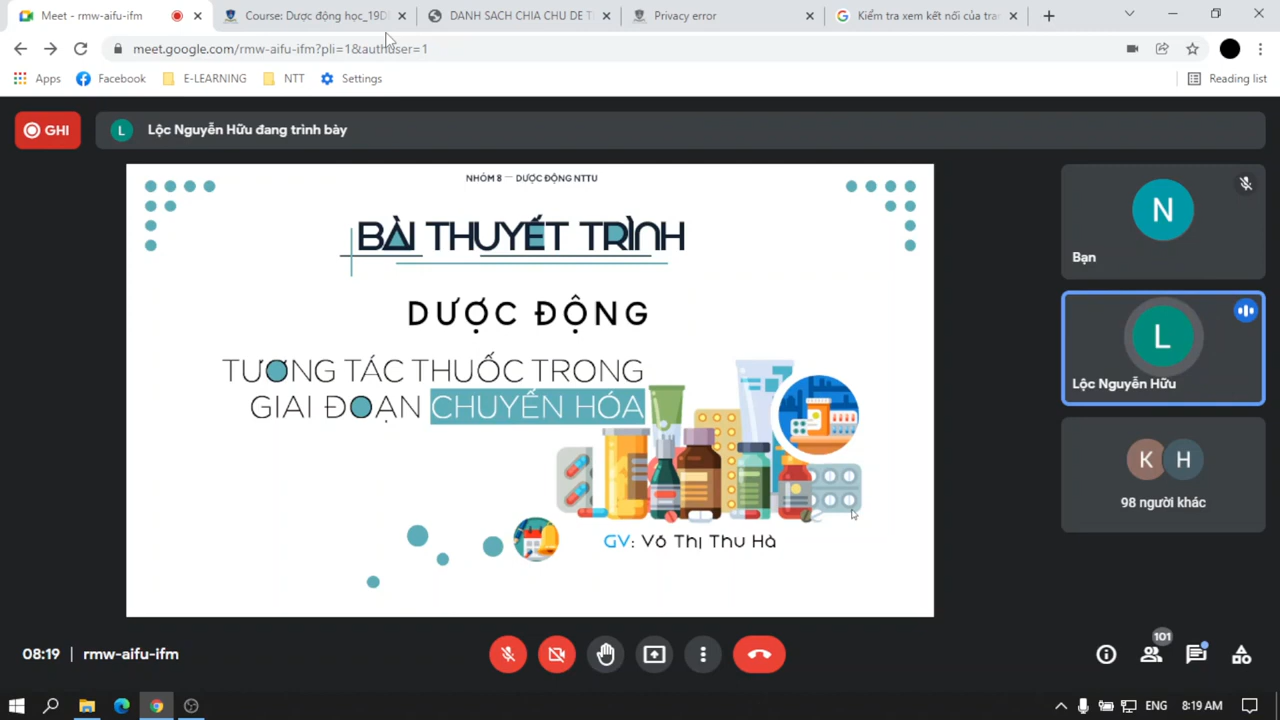 Meet - rmw-aifu-ifm
Course: Dược động học_19D
DANH SACH CHIA CHU DE T
Privacy error
Kiểm tra xem kết nối của tra
meet.google.com/rmw-aifu-ifm?pli=1&authuser=1
Apps
Facebook
E-LEARNING
NTT
Settings
Reading list
GHI
L
Lộc Nguyễn Hữu đang trình bày
NHÓM 8 — DƯỢC ĐỘNG NTTU
BÀI THUYẾT TRÌNH
DƯỢC ĐỘNG
TƯƠNG TÁC THUỐC TRONG
GIAI ĐOẠN CHUYỂN HÓA
GV: Võ Thị Thu Hà
N
Bạn
L
Lộc Nguyễn Hữu
K H
98 người khác
08:19 | rmw-aifu-ifm
101
ENG
8:19 AM